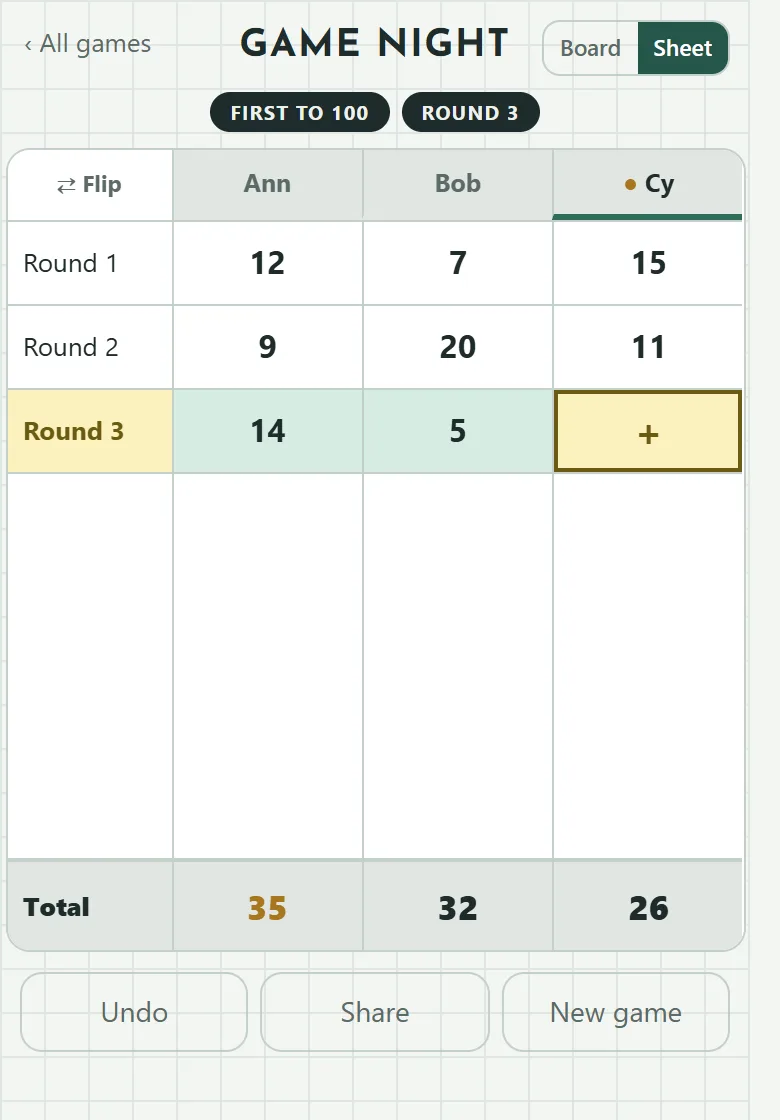 ‹ All games GAME NIGHT Board Sheet
FIRST TO 100 ROUND 3
⇄ Flip Ann Bob Cy
Round 1 12 7 15
Round 2 9 20 11
Round 3 14 5 +
Total 35 32 26
Undo Share New game